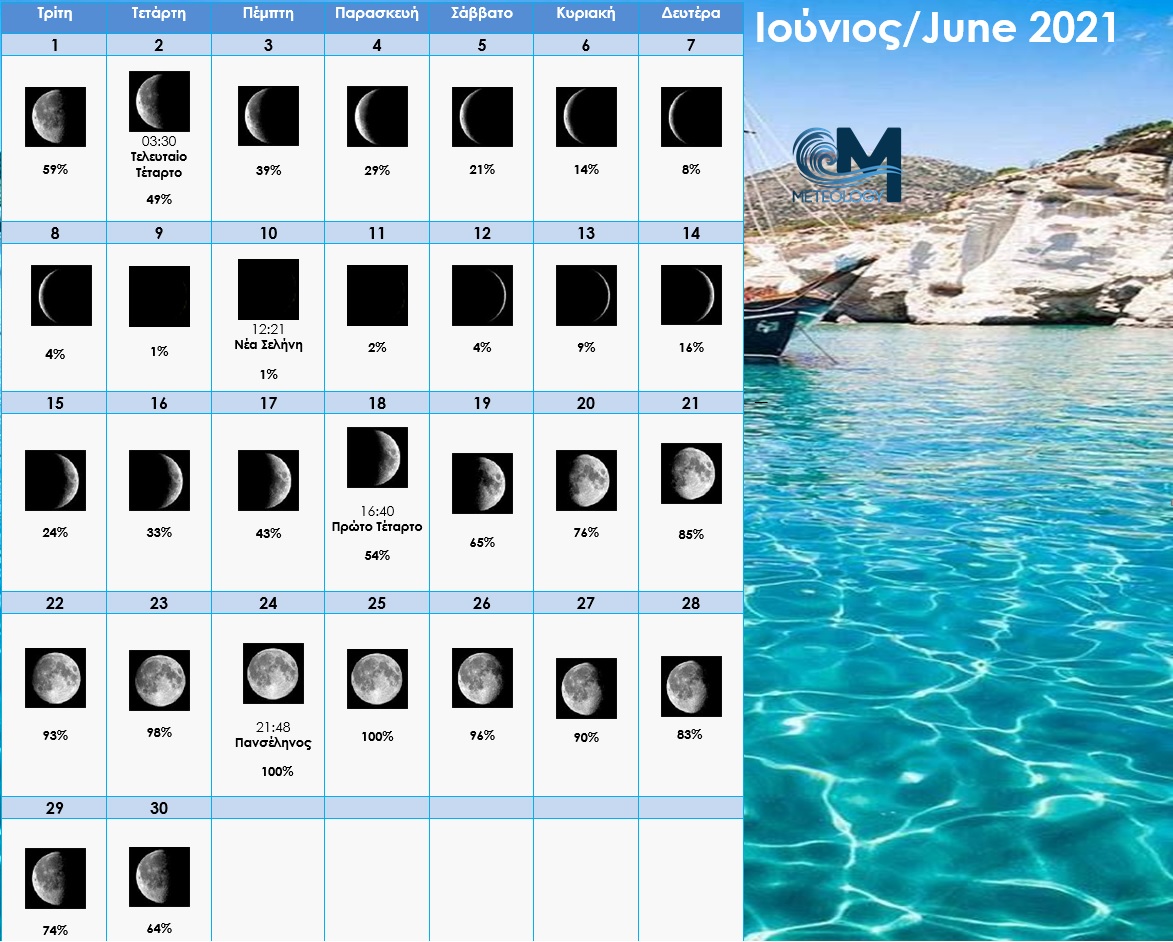 Τρίτη Τετάρτη Πέμπτη Παρασκευή Σάββατο Κυριακή Δευτέρα
Ιούνιος/June 2021
1 2 3 4 5 6 7
03:30
Τελευταίο
Τέταρτο
59% 49% 39% 29% 21% 14% 8%
M
METEOLOGY
8 9 10 11 12 13 14
12:21
Νέα Σελήνη
4% 1% 1% 2% 4% 9% 16%
15 16 17 18 19 20 21
16:40
Πρώτο Τέταρτο
24% 33% 43% 54% 65% 76% 85%
22 23 24 25 26 27 28
21:48
Πανσέληνος
93% 98% 100% 100% 96% 90% 83%
29 30
74% 64%